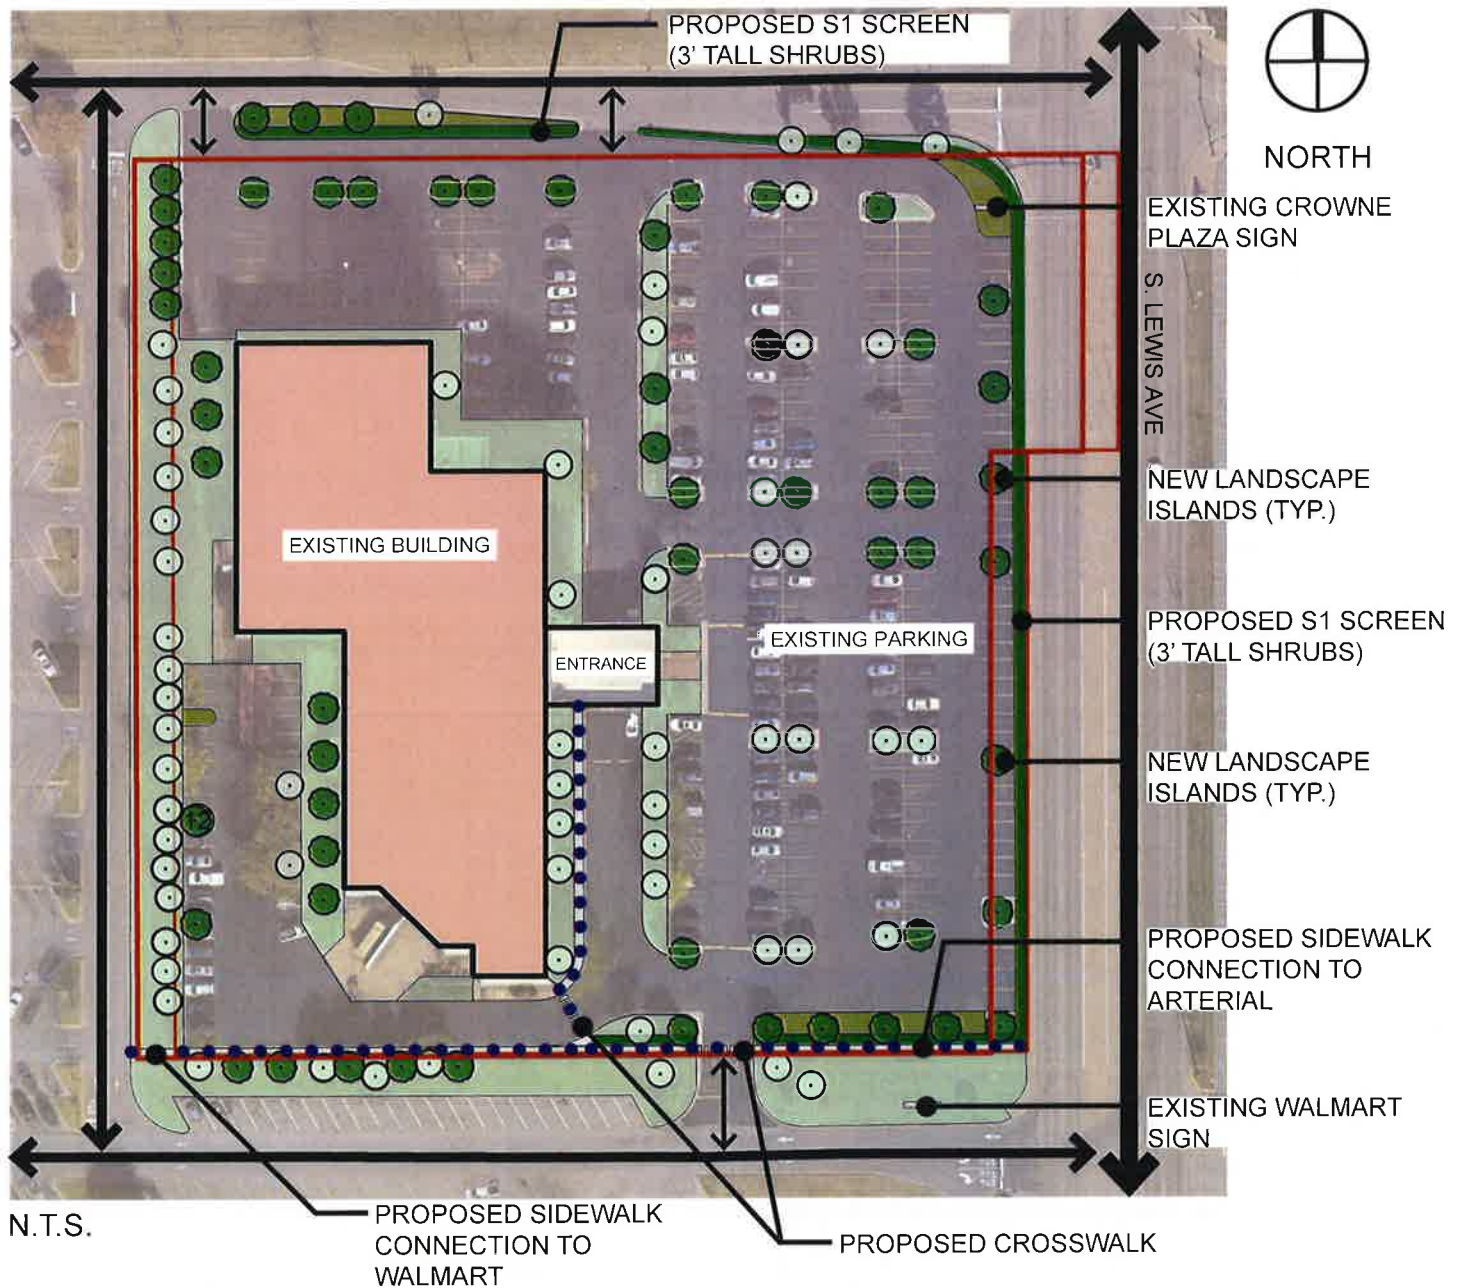 PROPOSED S1 SCREEN
(3' TALL SHRUBS)
NORTH
EXISTING CROWNE
PLAZA SIGN
S. LEWIS AVE
NEW LANDSCAPE
ISLANDS (TYP.)
EXISTING BUILDING
PROPOSED S1 SCREEN
(3' TALL SHRUBS)
EXISTING PARKING
ENTRANCE
NEW LANDSCAPE
ISLANDS (TYP.)
12
PROPOSED SIDEWALK
CONNECTION TO
ARTERIAL
EXISTING WALMART
SIGN
N.T.S.
PROPOSED SIDEWALK
CONNECTION TO
WALMART
PROPOSED CROSSWALK